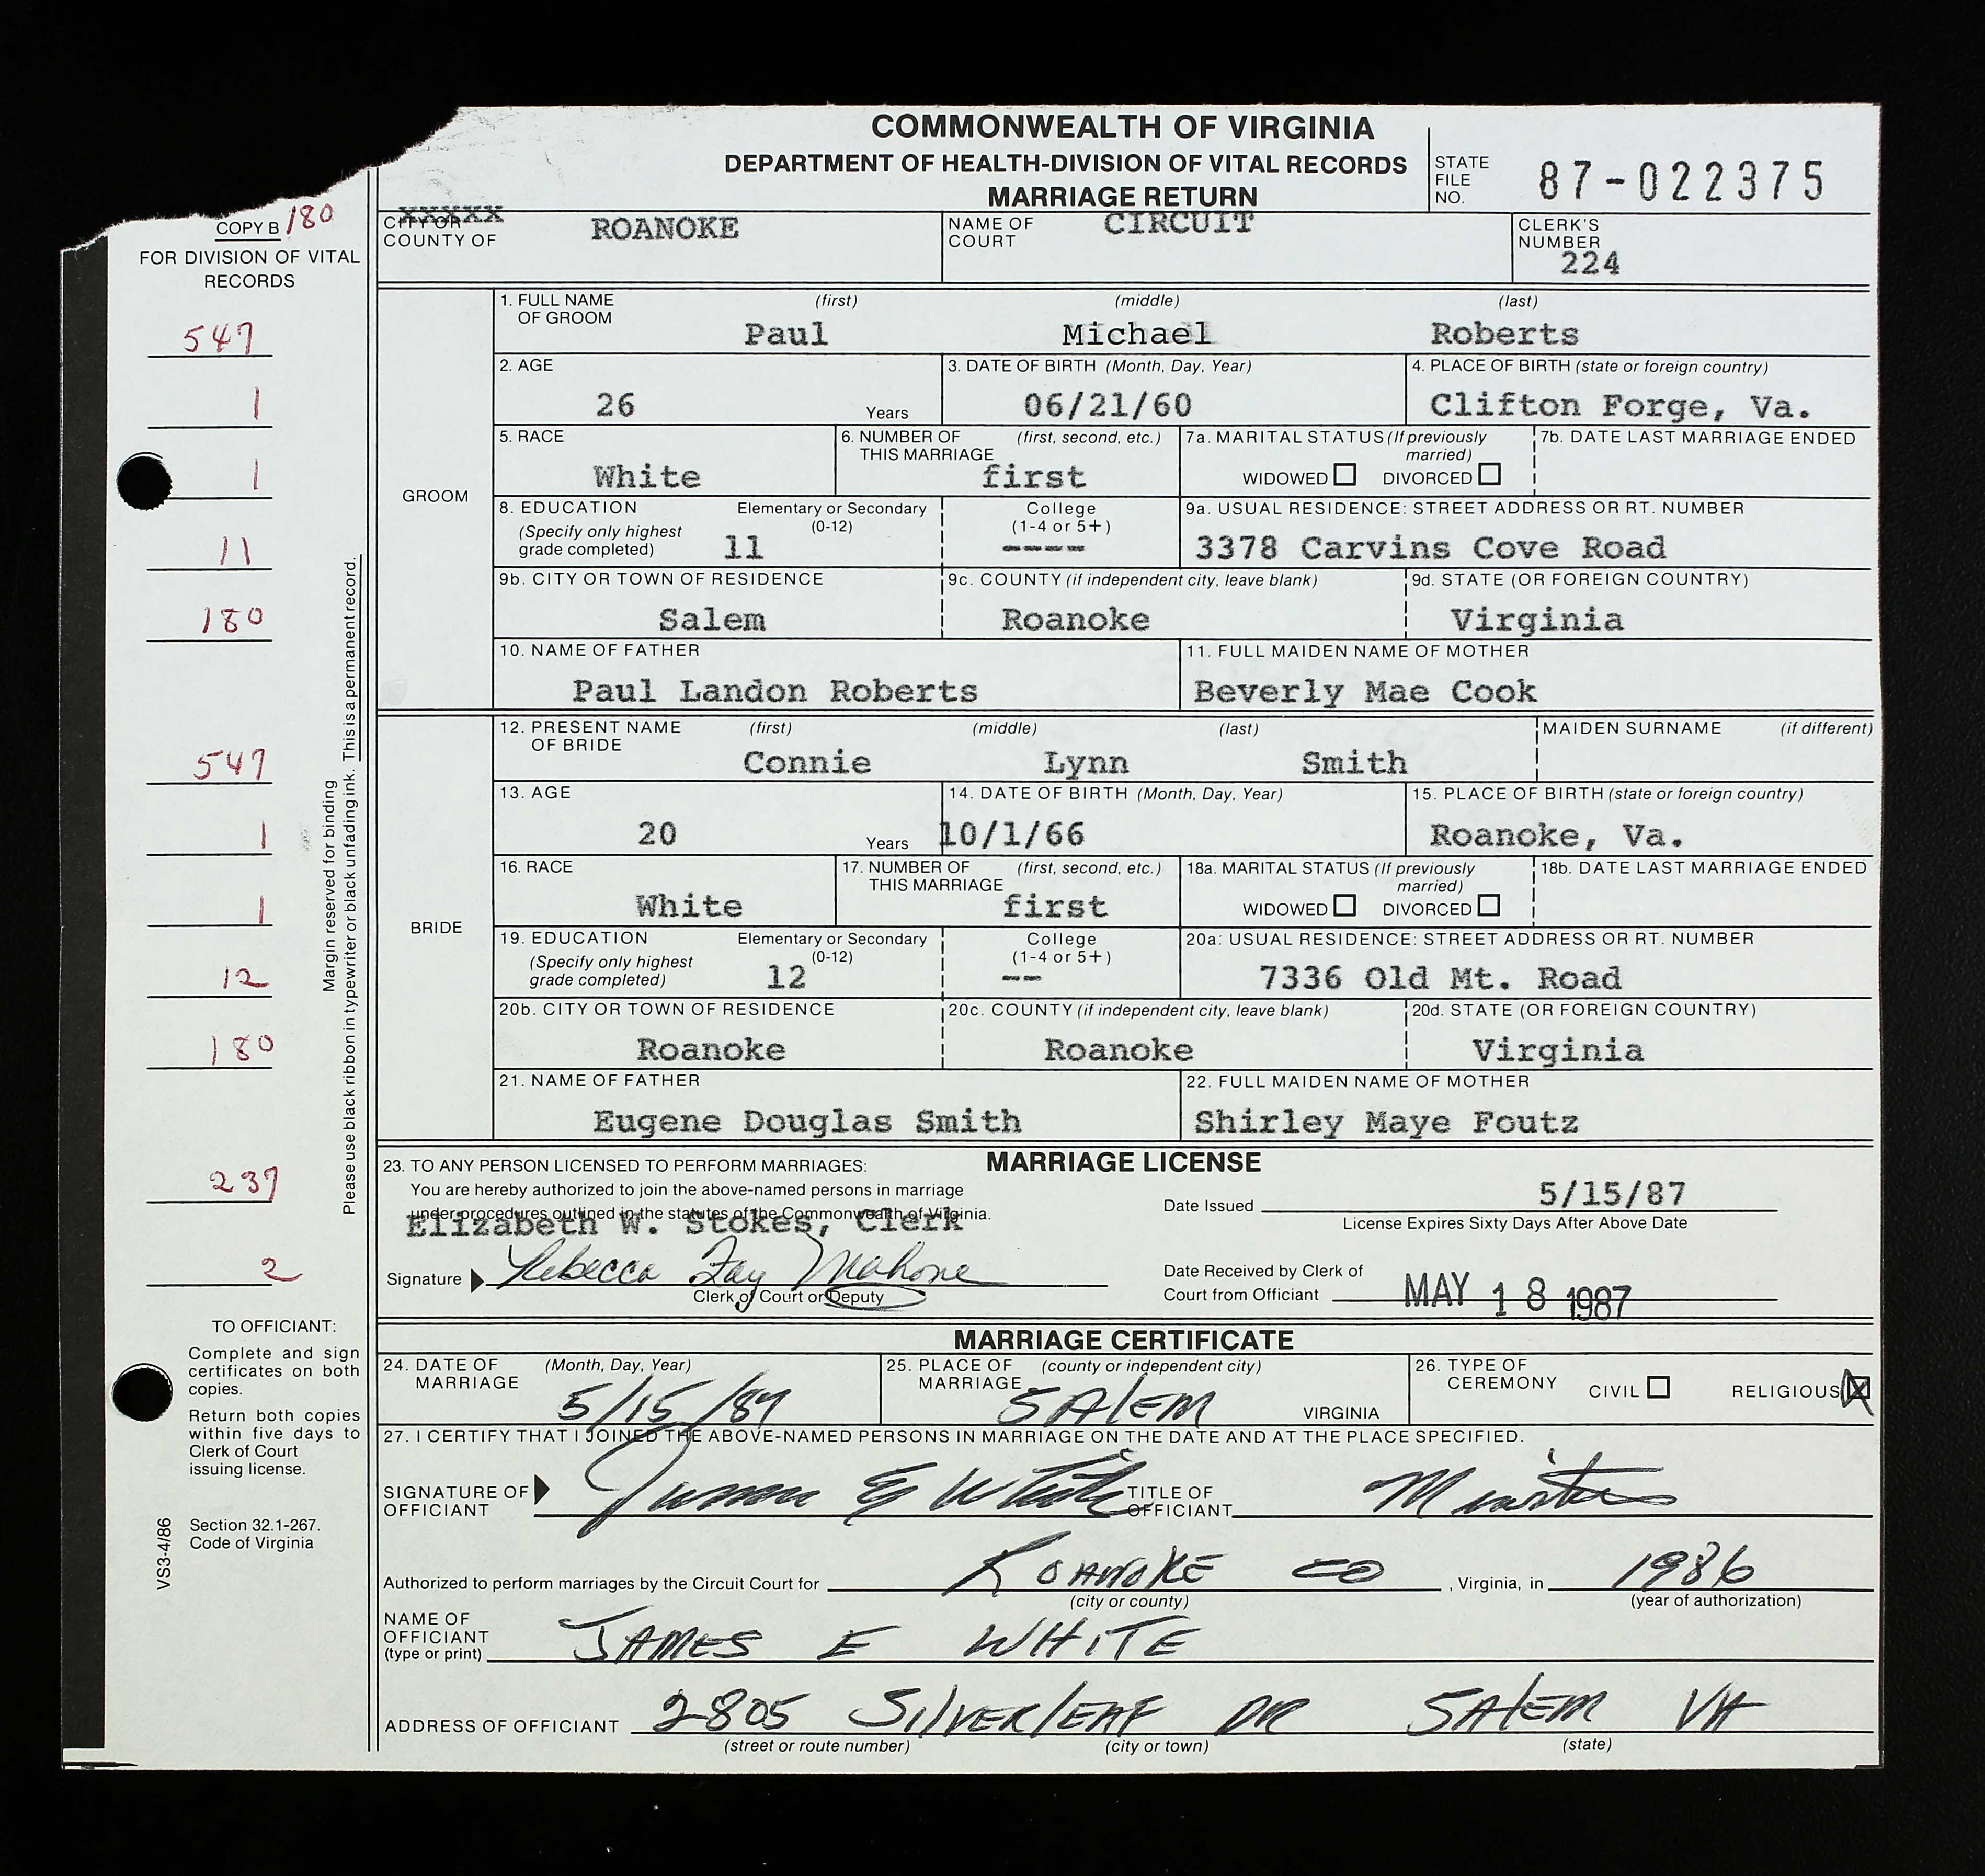 COMMONWEALTH OF VIRGINIA
DEPARTMENT OF HEALTH-DIVISION OF VITAL RECORDS
MARRIAGE RETURN
STATE FILE NO. 87-022375
COPY B 180
FOR DIVISION OF VITAL RECORDS
XXXXX
CITY OR COUNTY OF ROANOKE
NAME OF COURT CIRCUIT
CLERK'S NUMBER 224
547
1
1
11
180
547
1
1
12
180
237
2
Margin reserved for binding
Please use black ribbon in typewriter or black unfading ink. This is a permanent record.
GROOM
1. FULL NAME OF GROOM (first) (middle) (last)
Paul Michael Roberts
2. AGE 26 Years
3. DATE OF BIRTH (Month, Day, Year) 06/21/60
4. PLACE OF BIRTH (state or foreign country) Clifton Forge, Va.
5. RACE White
6. NUMBER OF THIS MARRIAGE (first, second, etc.) first
7a. MARITAL STATUS (If previously married) WIDOWED DIVORCED
7b. DATE LAST MARRIAGE ENDED
8. EDUCATION (Specify only highest grade completed) Elementary or Secondary (0-12) 11
College (1-4 or 5+) ----
9a. USUAL RESIDENCE: STREET ADDRESS OR RT. NUMBER 3378 Carvins Cove Road
9b. CITY OR TOWN OF RESIDENCE Salem
9c. COUNTY (if independent city, leave blank) Roanoke
9d. STATE (OR FOREIGN COUNTRY) Virginia
10. NAME OF FATHER Paul Landon Roberts
11. FULL MAIDEN NAME OF MOTHER Beverly Mae Cook
BRIDE
12. PRESENT NAME OF BRIDE (first) (middle) (last) MAIDEN SURNAME (if different)
Connie Lynn Smith
13. AGE 20 Years
14. DATE OF BIRTH (Month, Day, Year) 10/1/66
15. PLACE OF BIRTH (state or foreign country) Roanoke, Va.
16. RACE White
17. NUMBER OF THIS MARRIAGE (first, second, etc.) first
18a. MARITAL STATUS (If previously married) WIDOWED DIVORCED
18b. DATE LAST MARRIAGE ENDED
19. EDUCATION (Specify only highest grade completed) Elementary or Secondary (0-12) 12
College (1-4 or 5+) --
20a: USUAL RESIDENCE: STREET ADDRESS OR RT. NUMBER 7336 Old Mt. Road
20b. CITY OR TOWN OF RESIDENCE Roanoke
20c. COUNTY (if independent city, leave blank) Roanoke
20d. STATE (OR FOREIGN COUNTRY) Virginia
21. NAME OF FATHER Eugene Douglas Smith
22. FULL MAIDEN NAME OF MOTHER Shirley Maye Foutz
MARRIAGE LICENSE
23. TO ANY PERSON LICENSED TO PERFORM MARRIAGES:
You are hereby authorized to join the above-named persons in marriage
under procedures outlined in the statutes of the Commonwealth of Virginia.
Elizabeth W. Stokes, Clerk
Signature Rebecca Fay Mahone
Clerk of Court or Deputy
Date Issued 5/15/87
License Expires Sixty Days After Above Date
Date Received by Clerk of Court from Officiant MAY 18 1987
MARRIAGE CERTIFICATE
24. DATE OF MARRIAGE (Month, Day, Year) 5/15/87
25. PLACE OF MARRIAGE (county or independent city) SALEM VIRGINIA
26. TYPE OF CEREMONY CIVIL RELIGIOUS X
27. I CERTIFY THAT I JOINED THE ABOVE-NAMED PERSONS IN MARRIAGE ON THE DATE AND AT THE PLACE SPECIFIED.
SIGNATURE OF OFFICIANT James E White
TITLE OF OFFICIANT Minister
Authorized to perform marriages by the Circuit Court for ROANOKE CO, Virginia, in 1986
(city or county) (year of authorization)
NAME OF OFFICIANT (type or print) JAMES E WHITE
ADDRESS OF OFFICIANT 2805 SilVERlEAF DR SAlEM VA
(street or route number) (city or town) (state)
TO OFFICIANT:
Complete and sign
certificates on both
copies.
Return both copies
within five days to
Clerk of Court
issuing license.
Section 32.1-267.
Code of Virginia
VS3-4/86